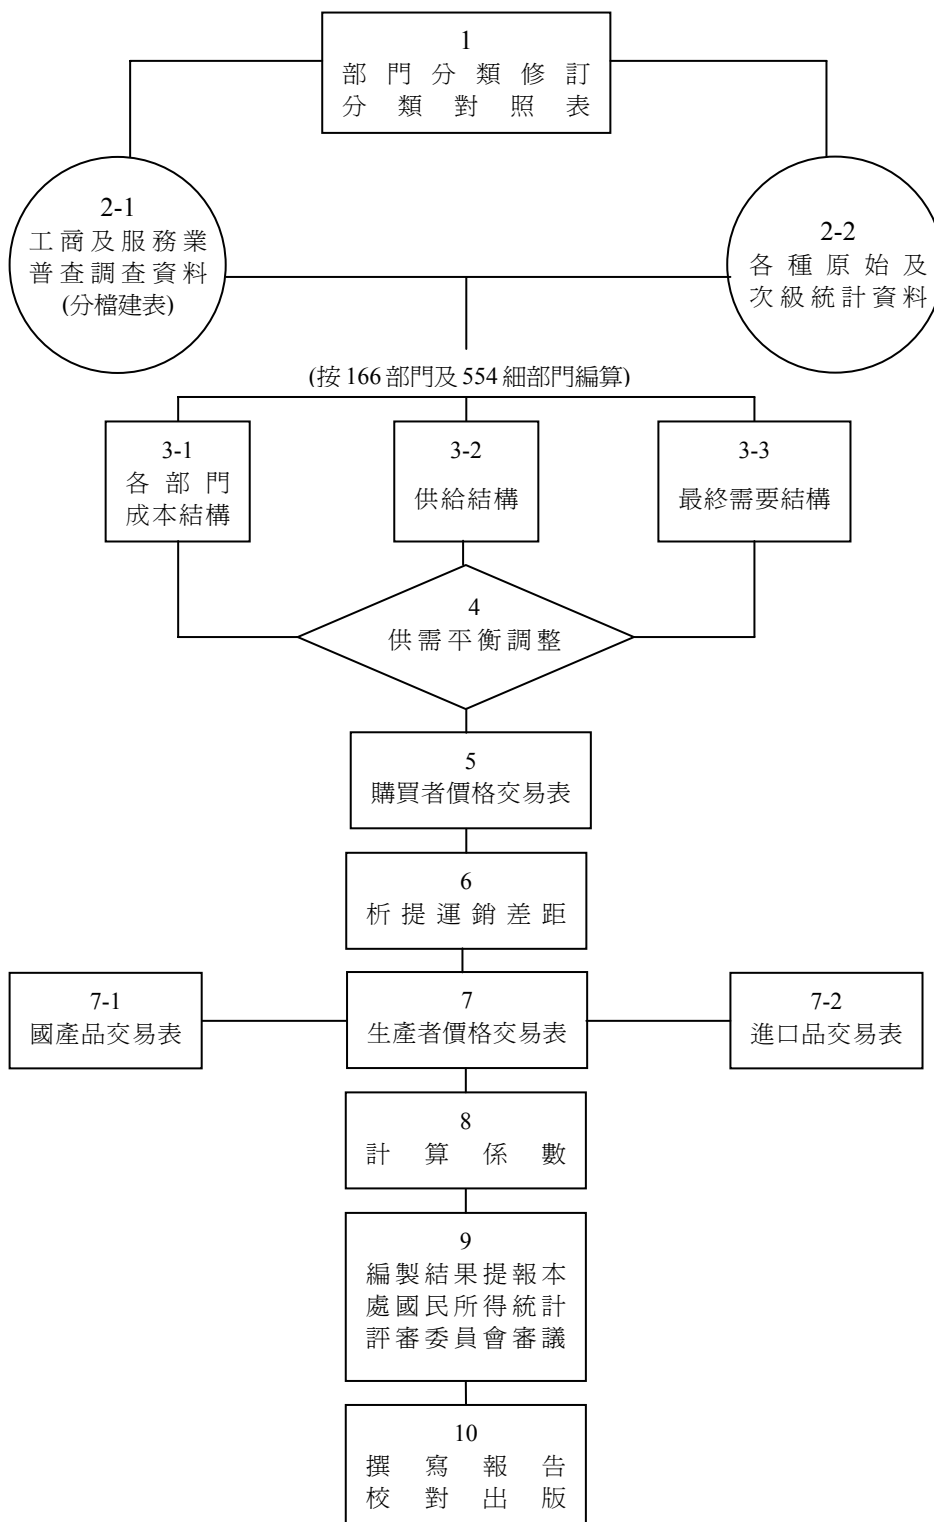 1
部門分類修訂
分類對照表
2-1
工商及服務業
普查調查資料
(分檔建表)
2-2
各種原始及
次級統計資料
(按 166 部門及 554 細部門編算)
3-1
各部門
成本結構
3-2
供給結構
3-3
最終需要結構
4
供需平衡調整
5
購買者價格交易表
6
析提運銷差距
7-1
國產品交易表
7
生產者價格交易表
7-2
進口品交易表
8
計算係數
9
編製結果提報本
處國民所得統計
評審委員會審議
10
撰寫報告
校對出版